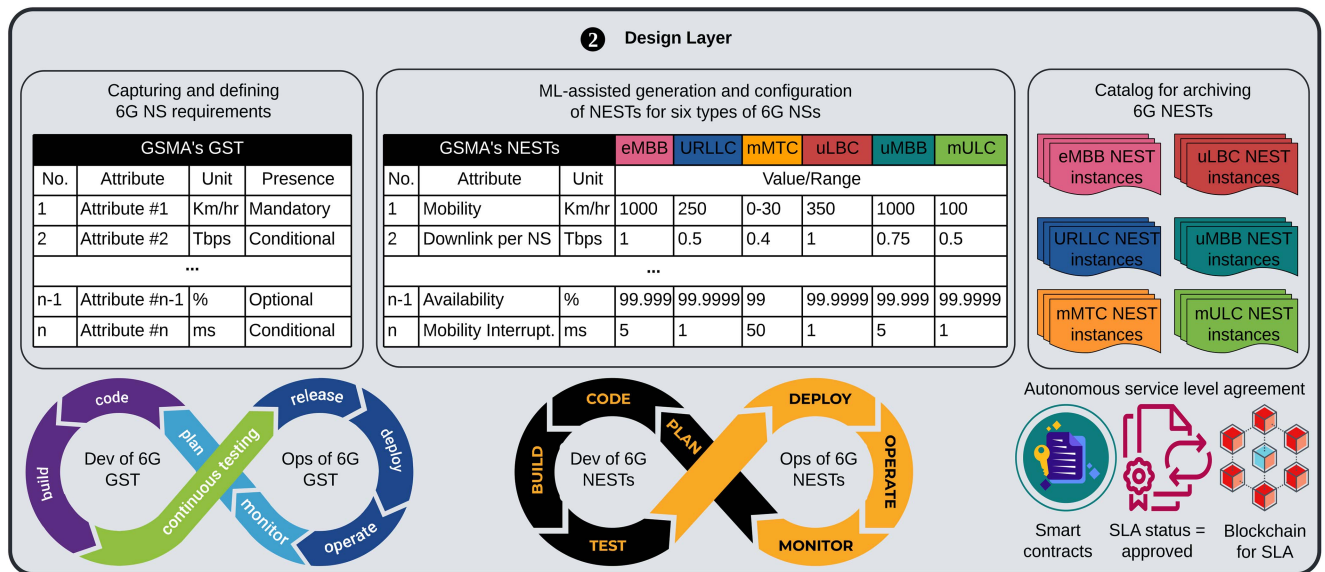 2 Design Layer
Capturing and defining
6G NS requirements
GSMA's GST
No. Attribute Unit Presence
1 Attribute #1 Km/hr Mandatory
2 Attribute #2 Tbps Conditional
...
n-1 Attribute #n-1 % Optional
n Attribute #n ms Conditional
ML-assisted generation and configuration
of NESTs for six types of 6G NSs
GSMA's NESTs eMBB URLLC mMTC uLBC uMBB mULC
No. Attribute Unit Value/Range
1 Mobility Km/hr 1000 250 0-30 350 1000 100
2 Downlink per NS Tbps 1 0.5 0.4 1 0.75 0.5
...
n-1 Availability % 99.999 99.9999 99 99.9999 99.999 99.9999
n Mobility Interrupt. ms 5 1 50 1 5 1
Catalog for archiving
6G NESTs
eMBB NEST
instances
uLBC NEST
instances
URLLC NEST
instances
uMBB NEST
instances
mMTC NEST
instances
mULC NEST
instances
code
build
plan
continuous testing
release
deploy
operate
monitor
Dev of 6G
GST
Ops of 6G
GST
CODE
BUILD
PLAN
TEST
DEPLOY
OPERATE
MONITOR
Dev of 6G
NESTs
Ops of 6G
NESTs
Autonomous service level agreement
Smart
contracts
SLA status =
approved
Blockchain
for SLA